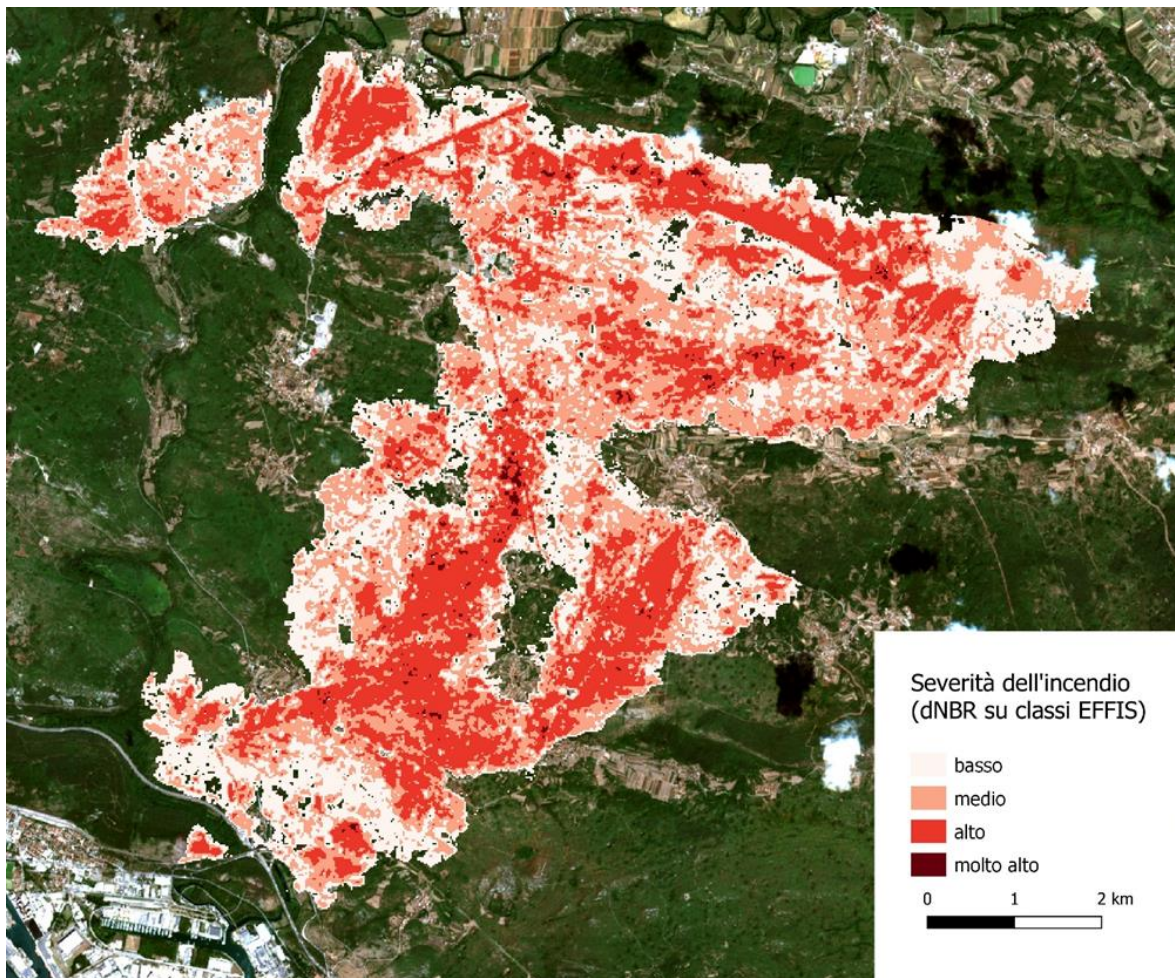 Severità dell'incendio
(dNBR su classi EFFIS)
basso
medio
alto
molto alto
0 1 2 km